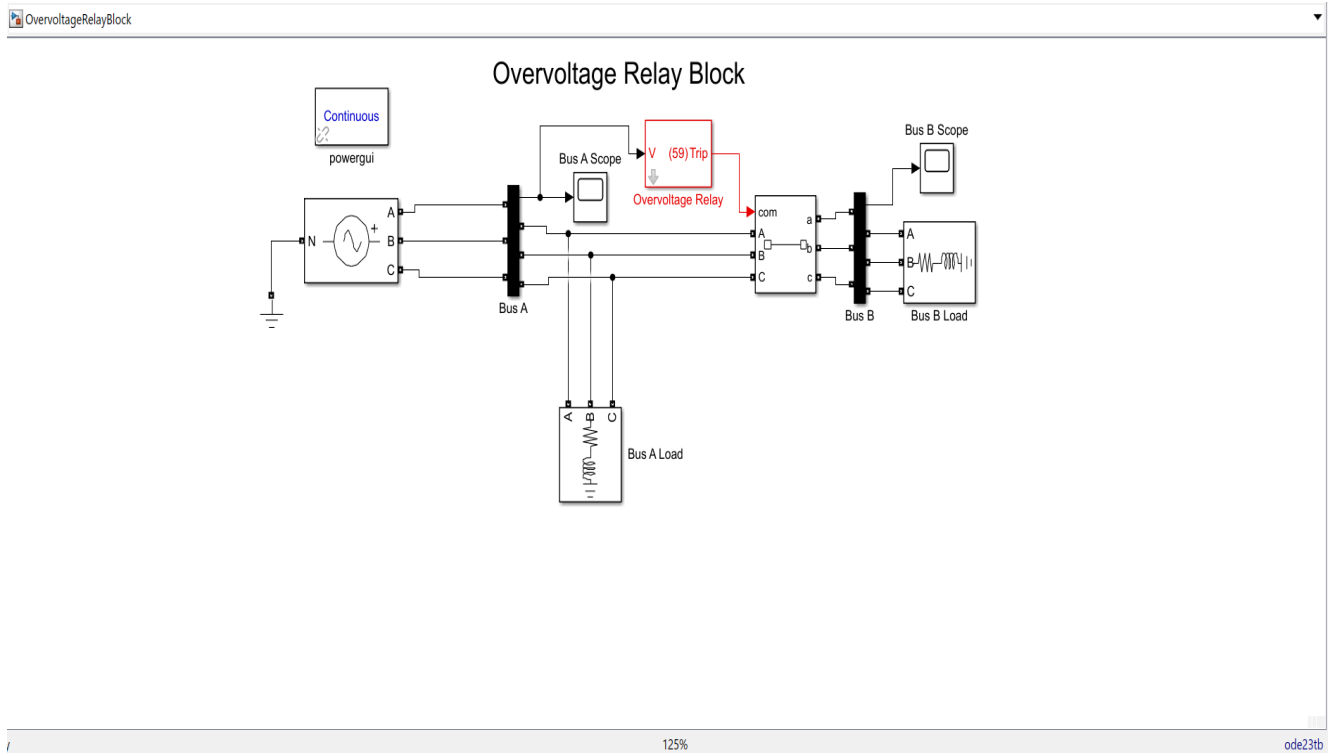 OvervoltageRelayBlock
Overvoltage Relay Block
Continuous
powergui
Bus A Scope
V (59) Trip
Overvoltage Relay
Bus B Scope
N
A
B
C
+
Bus A
com
A
B
C
a
b
c
Bus B
A
B
C
Bus B Load
A B C
Bus A Load
y
125%
ode23tb